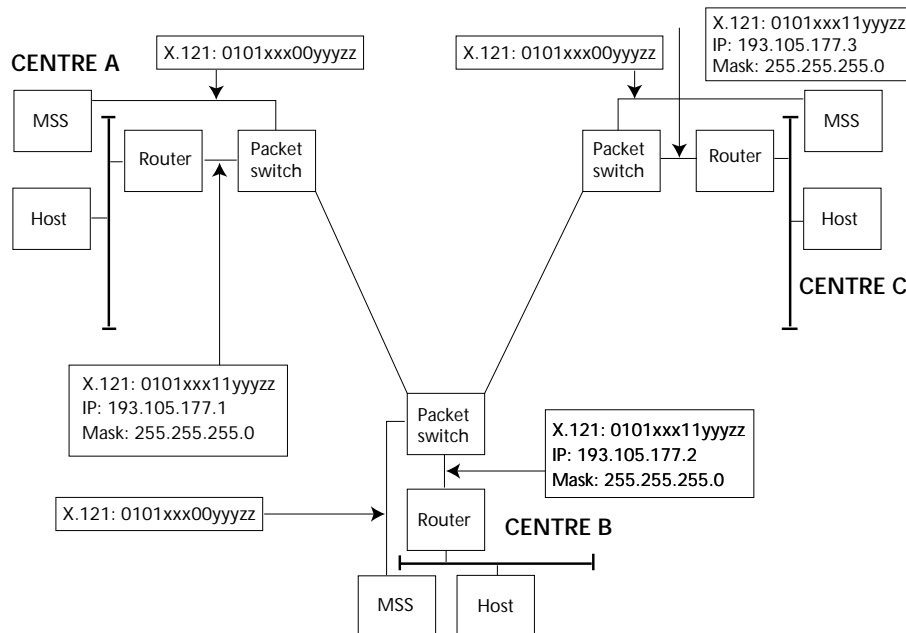 CENTRE A
X.121: 0101xxx00yyyzz
X.121: 0101xxx00yyyzz
X.121: 0101xxx11yyyzz
IP: 193.105.177.3
Mask: 255.255.255.0
MSS
Router
Packet
switch
Host
Packet
switch
Router
MSS
Host
CENTRE C
X.121: 0101xxx11yyyzz
IP: 193.105.177.1
Mask: 255.255.255.0
Packet
switch
X.121: 0101xxx11yyyzz
IP: 193.105.177.2
Mask: 255.255.255.0
X.121: 0101xxx00yyyzz
Router
CENTRE B
MSS
Host